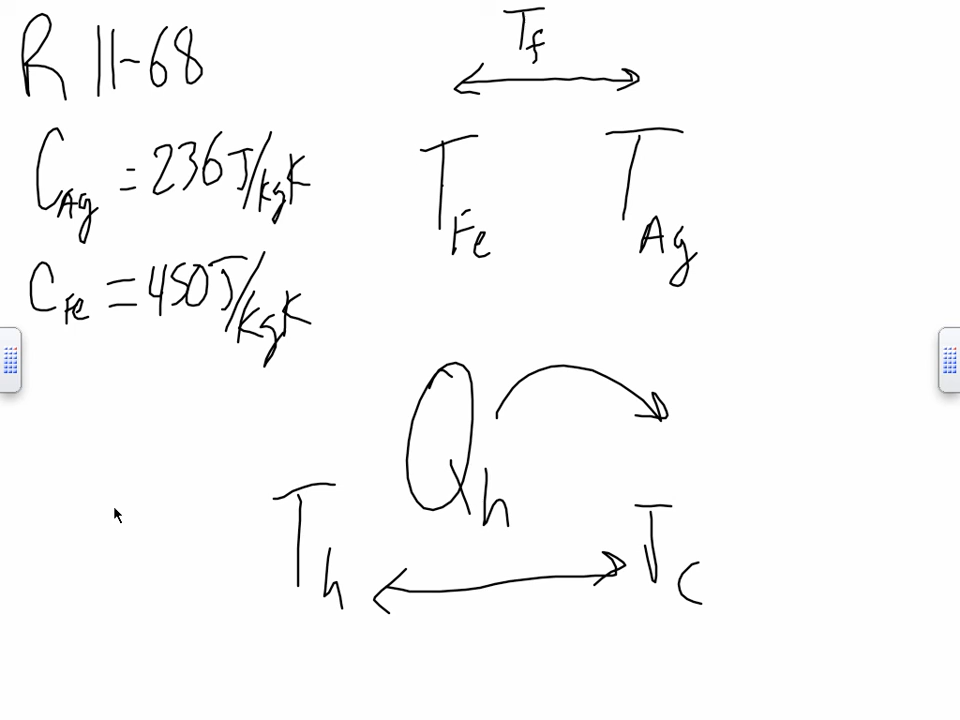 R 11-68
T_f
C_Ag = 236 J/kgK
T_Fe T_Ag
C_Fe = 450 J/kgK
Q_h
T_h T_c